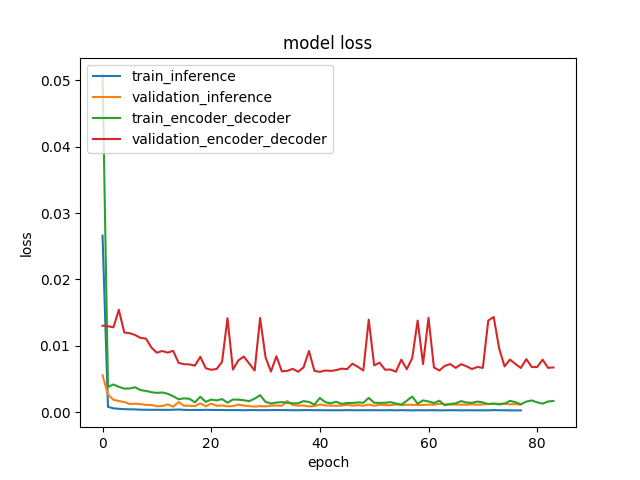 model loss
train_inference
validation_inference
train_encoder_decoder
validation_encoder_decoder
0.05
0.04
0.03
0.02
0.01
0.00
loss
0 20 40 60 80
epoch